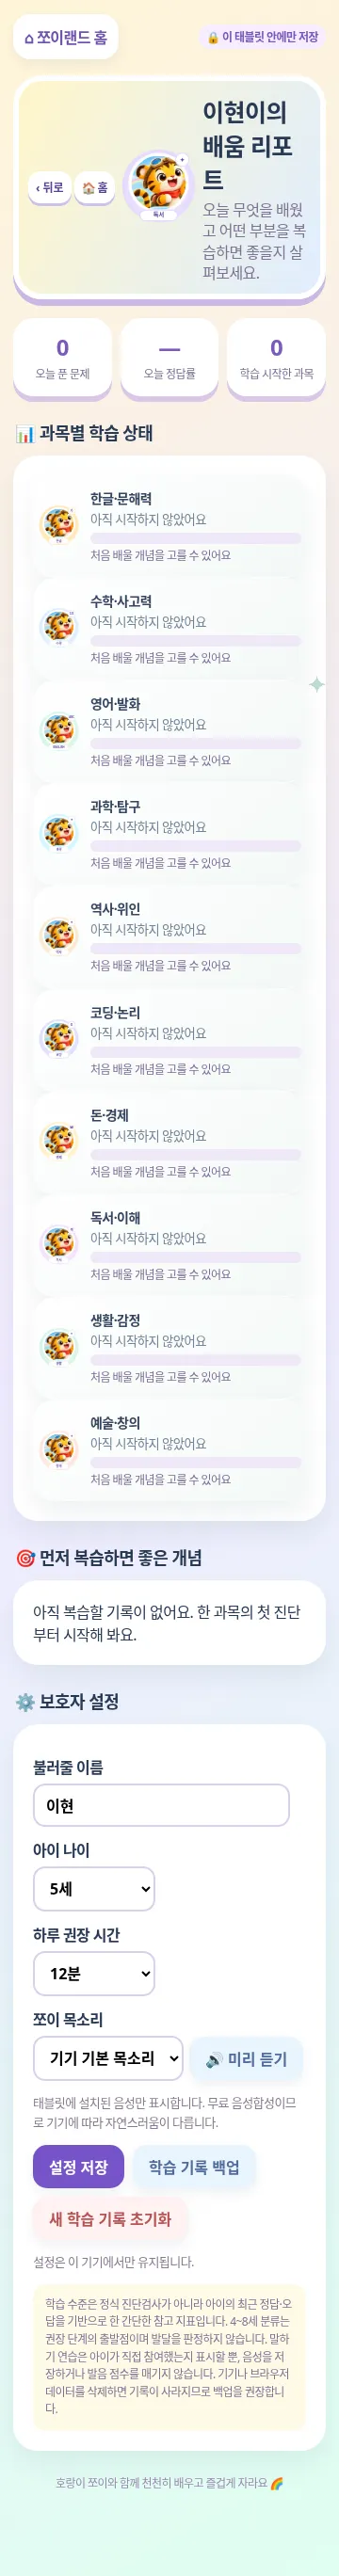 ⌂ 쪼이랜드 홈
🔒 이 태블릿 안에만 저장
‹ 뒤로
🏠 홈
독서
이현이의
배움 리포
트
오늘 무엇을 배웠
고 어떤 부분을 복
습하면 좋을지 살
펴보세요.
0
오늘 푼 문제
—
오늘 정답률
0
학습 시작한 과목
📊 과목별 학습 상태
한글·문해력
아직 시작하지 않았어요
처음 배울 개념을 고를 수 있어요
수학·사고력
아직 시작하지 않았어요
처음 배울 개념을 고를 수 있어요
영어·발화
아직 시작하지 않았어요
처음 배울 개념을 고를 수 있어요
과학·탐구
아직 시작하지 않았어요
처음 배울 개념을 고를 수 있어요
역사·위인
아직 시작하지 않았어요
처음 배울 개념을 고를 수 있어요
코딩·논리
아직 시작하지 않았어요
처음 배울 개념을 고를 수 있어요
돈·경제
아직 시작하지 않았어요
처음 배울 개념을 고를 수 있어요
독서·이해
아직 시작하지 않았어요
처음 배울 개념을 고를 수 있어요
생활·감정
아직 시작하지 않았어요
처음 배울 개념을 고를 수 있어요
예술·창의
아직 시작하지 않았어요
처음 배울 개념을 고를 수 있어요
🎯 먼저 복습하면 좋은 개념
아직 복습할 기록이 없어요. 한 과목의 첫 진단
부터 시작해 봐요.
⚙️ 보호자 설정
불러줄 이름
이현
아이 나이
5세
하루 권장 시간
12분
쪼이 목소리
기기 기본 목소리
🔊 미리 듣기
태블릿에 설치된 음성만 표시합니다. 무료 음성합성이므
로 기기에 따라 자연스러움이 다릅니다.
설정 저장
학습 기록 백업
새 학습 기록 초기화
설정은 이 기기에서만 유지됩니다.
학습 수준은 정식 진단검사가 아니라 아이의 최근 정답·오
답을 기반으로 한 간단한 참고 지표입니다. 4~8세 분류는
권장 단계의 출발점이며 발달을 판정하지 않습니다. 말하
기 연습은 아이가 직접 참여했는지 표시할 뿐, 음성을 저
장하거나 발음 점수를 매기지 않습니다. 기기나 브라우저
데이터를 삭제하면 기록이 사라지므로 백업을 권장합니
다.
호랑이 쪼이와 함께 천천히 배우고 즐겁게 자라요 🌈